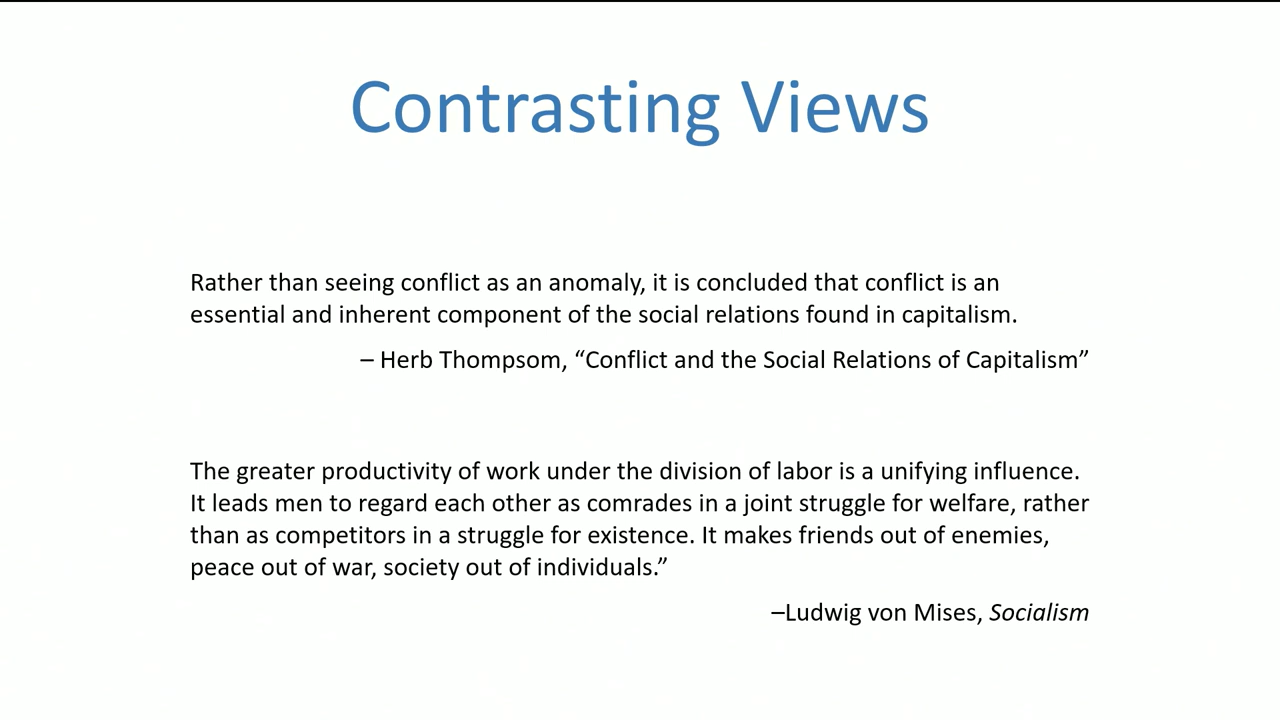 Contrasting Views
Rather than seeing conflict as an anomaly, it is concluded that conflict is an
essential and inherent component of the social relations found in capitalism.
– Herb Thompsom, “Conflict and the Social Relations of Capitalism”
The greater productivity of work under the division of labor is a unifying influence.
It leads men to regard each other as comrades in a joint struggle for welfare, rather
than as competitors in a struggle for existence. It makes friends out of enemies,
peace out of war, society out of individuals.”
–Ludwig von Mises, Socialism